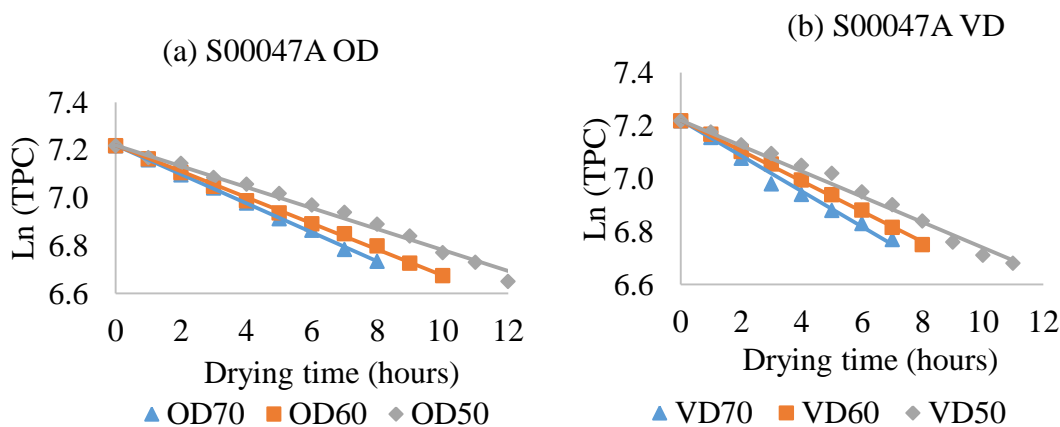 (a) S00047A OD
7.4
7.2
7.0
6.8
6.6
Ln (TPC)
0 2 4 6 8 10 12
Drying time (hours)
OD70 OD60 OD50
(b) S00047A VD
7.4
7.2
7.0
6.8
6.6
Ln (TPC)
0 2 4 6 8 10 12
Drying time (hours)
VD70 VD60 VD50